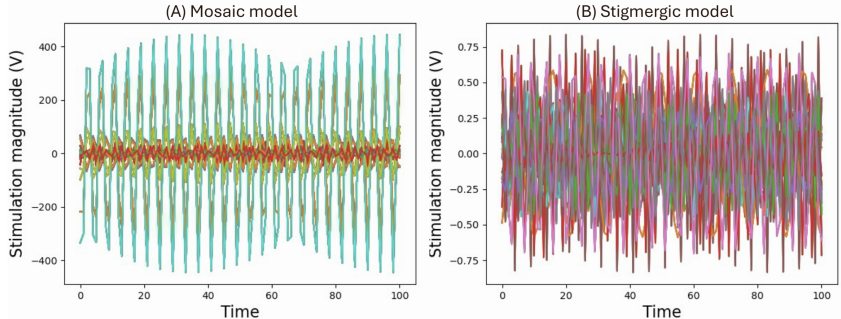 (A) Mosaic model
Stimulation magnitude (V)
400
200
0
−200
−400
0 20 40 60 80 100
Time
(B) Stigmergic model
Stimulation magnitude (V)
0.75
0.50
0.25
0.00
−0.25
−0.50
−0.75
0 20 40 60 80 100
Time